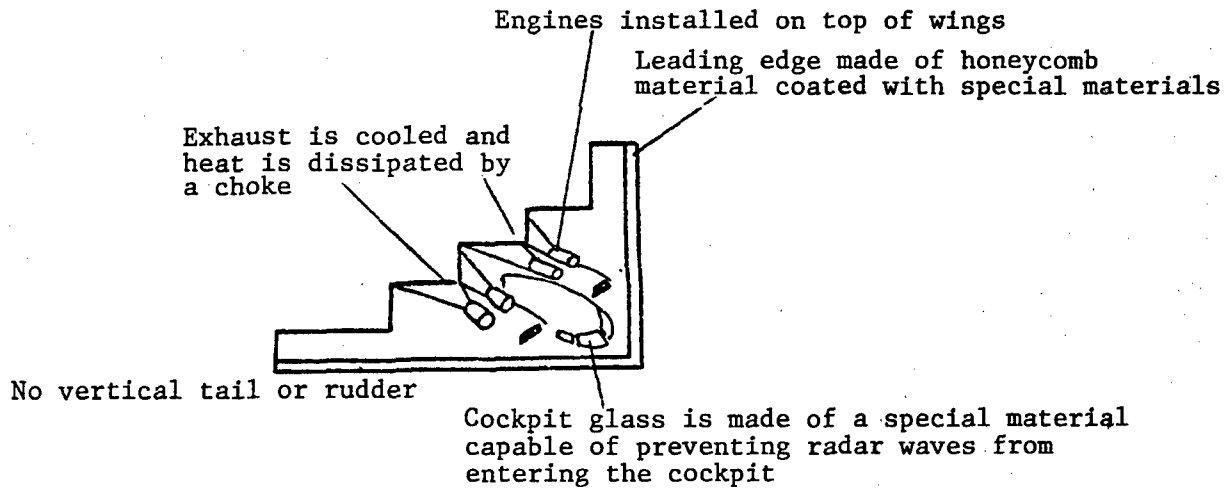 Engines installed on top of wings
Leading edge made of honeycomb
material coated with special materials
Exhaust is cooled and
heat is dissipated by
a choke
No vertical tail or rudder
Cockpit glass is made of a special material
capable of preventing radar waves from
entering the cockpit